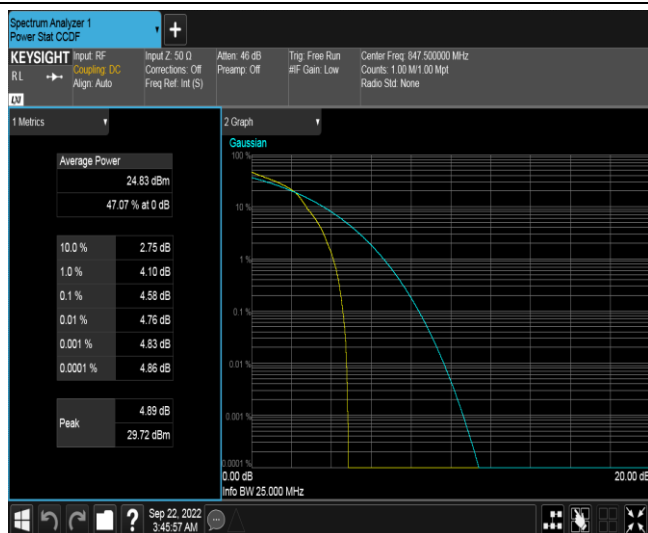 Spectrum Analyzer 1
Power Stat CCDF
+
KEYSIGHT
RL
LXI
Input: RF
Coupling: DC
Align: Auto
Input Z: 50 Ω
Corrections: Off
Freq Ref: Int (S)
Atten: 46 dB
Preamp: Off
Trig: Free Run
#IF Gain: Low
Center Freq: 847.500000 MHz
Counts: 1.00 M/1.00 Mpt
Radio Std: None
1 Metrics
Average Power
24.83 dBm
47.07 % at 0 dB
10.0 % 2.75 dB
1.0 % 4.10 dB
0.1 % 4.58 dB
0.01 % 4.76 dB
0.001 % 4.83 dB
0.0001 % 4.86 dB
Peak
4.89 dB
29.72 dBm
2 Graph
Gaussian
100 %
10 %
1 %
0.1 %
0.01 %
0.001 %
0.0001 %
0.00 dB 20.00 dB
Info BW 25.000 MHz
?
Sep 22, 2022
3:45:57 AM